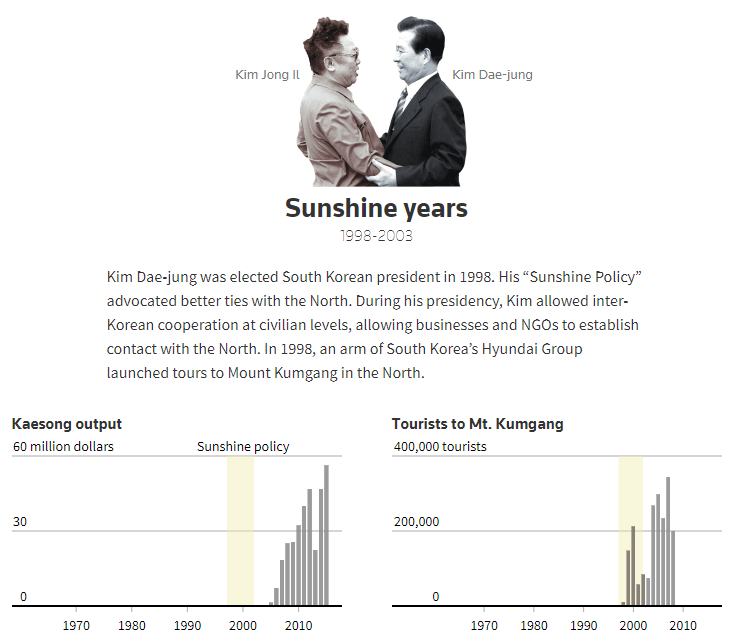 Kim Jong Il
Kim Dae-jung
Sunshine years
1998-2003
Kim Dae-jung was elected South Korean president in 1998. His “Sunshine Policy”
advocated better ties with the North. During his presidency, Kim allowed inter-
Korean cooperation at civilian levels, allowing businesses and NGOs to establish
contact with the North. In 1998, an arm of South Korea’s Hyundai Group
launched tours to Mount Kumgang in the North.
Kaesong output
60 million dollars
Sunshine policy
30
0
1970 1980 1990 2000 2010
Tourists to Mt. Kumgang
400,000 tourists
200,000
0
1970 1980 1990 2000 2010